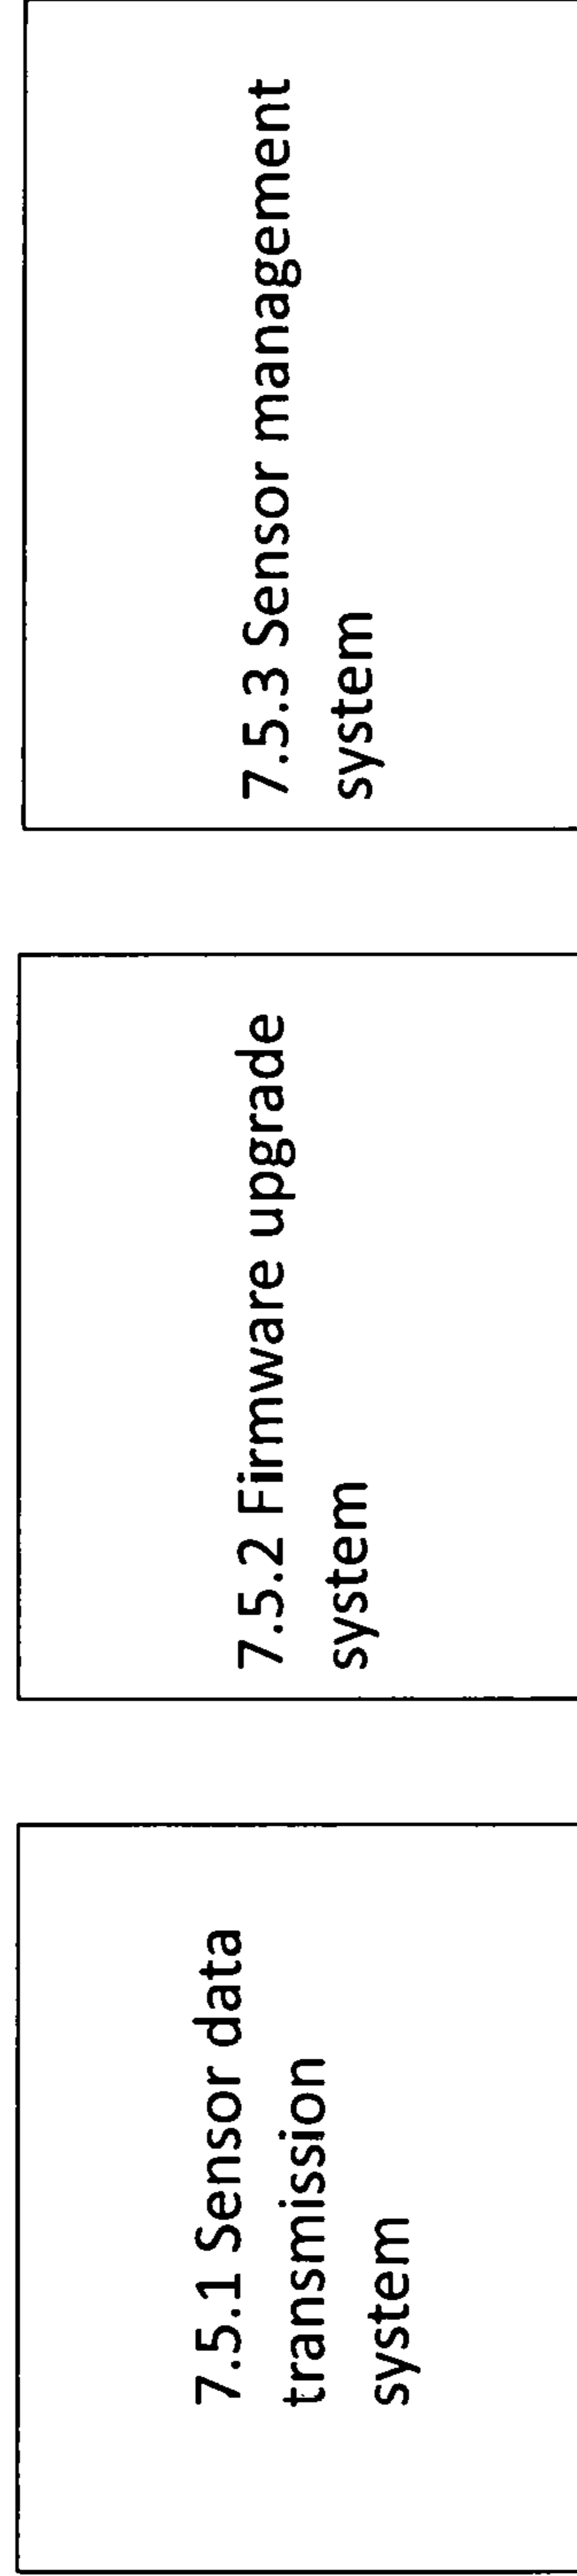 7.5.1 Sensor data
transmission
system
7.5.2 Firmware upgrade
system
7.5.3 Sensor management
system